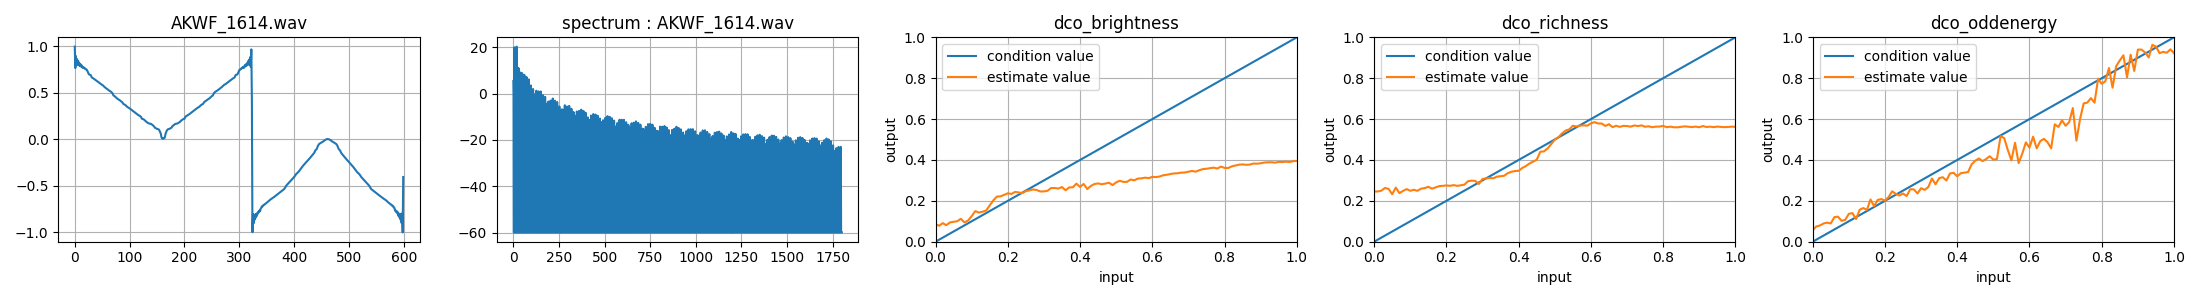 AKWF_1614.wav
1.0
0.5
0.0
−0.5
−1.0
0 100 200 300 400 500 600
spectrum : AKWF_1614.wav
20
0
−20
−40
−60
0 250 500 750 1000 1250 1500 1750
dco_brightness
condition value
estimate value
output
1.0
0.8
0.6
0.4
0.2
0.0
0.0 0.2 0.4 0.6 0.8 1.0
input
dco_richness
condition value
estimate value
output
1.0
0.8
0.6
0.4
0.2
0.0
0.0 0.2 0.4 0.6 0.8 1.0
input
dco_oddenergy
condition value
estimate value
output
1.0
0.8
0.6
0.4
0.2
0.0
0.0 0.2 0.4 0.6 0.8 1.0
input